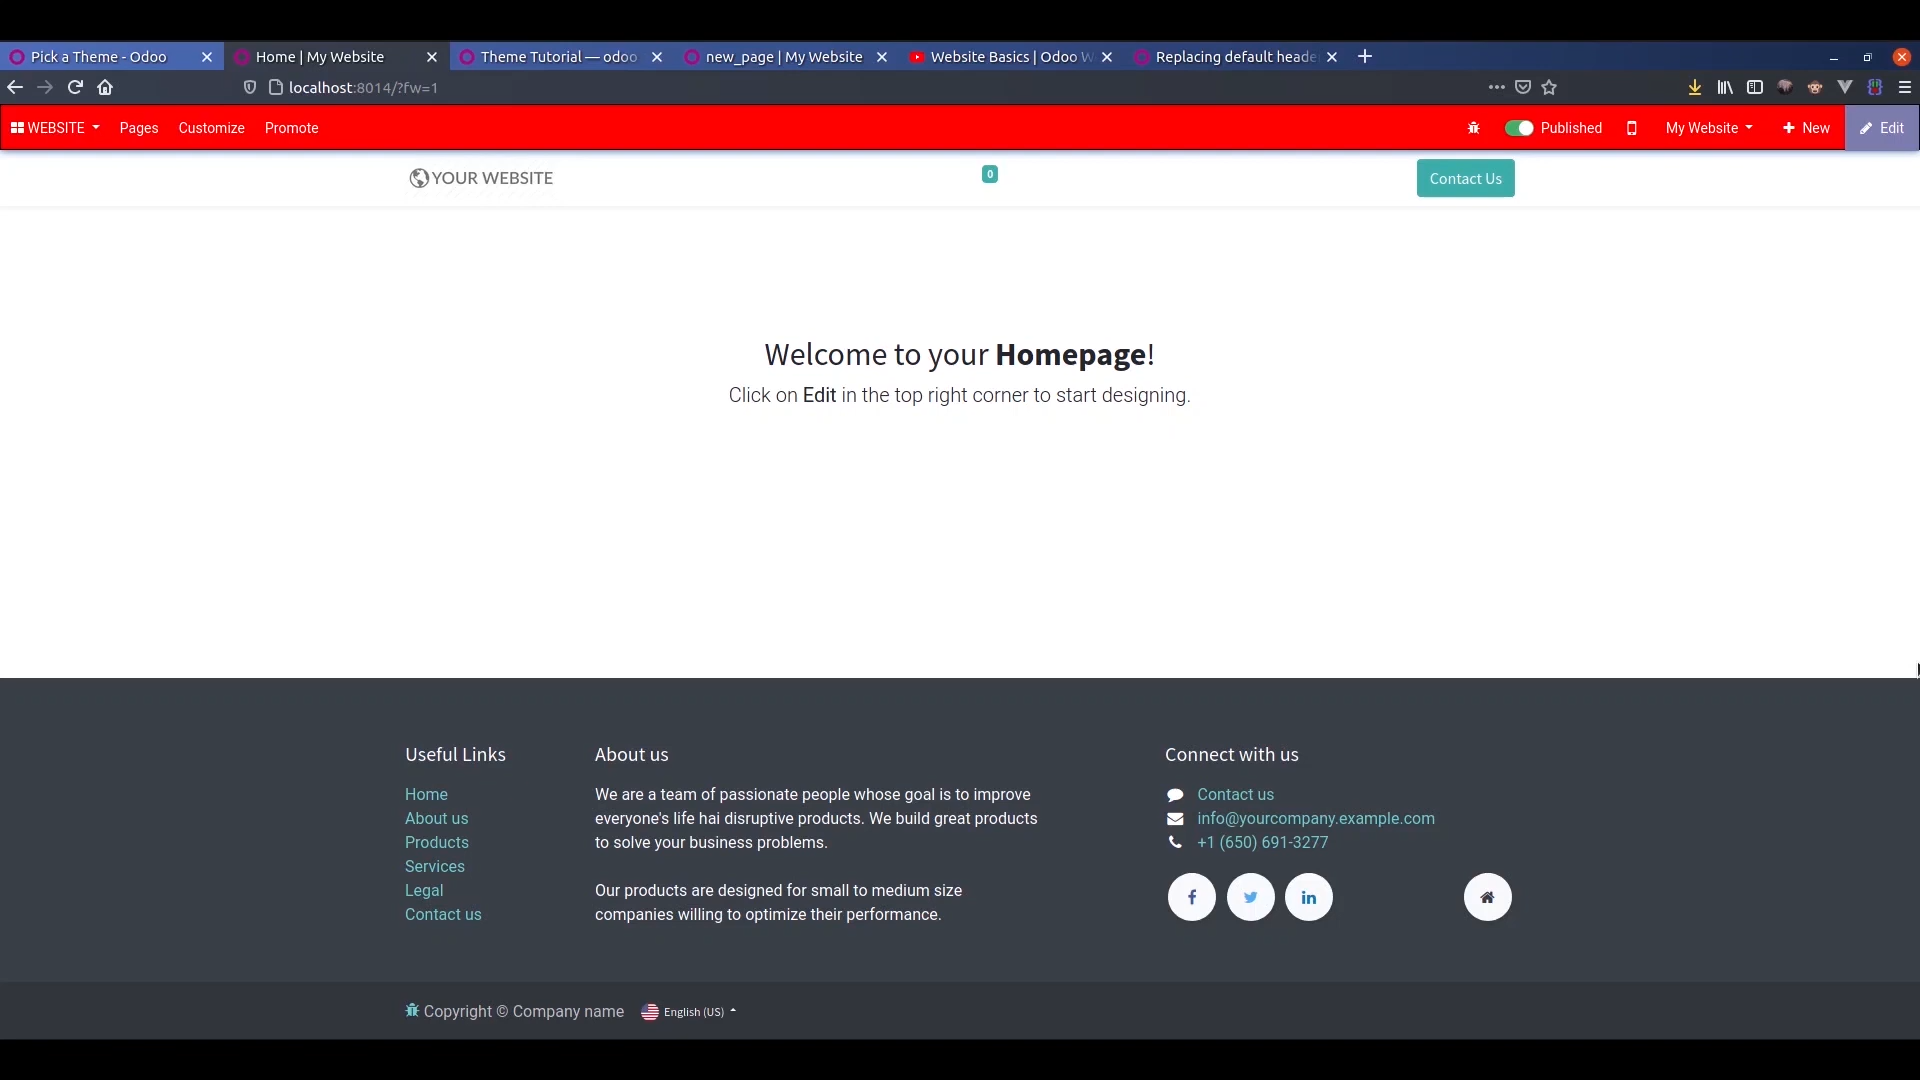 Pick a Theme - Odoo
Home | My Website
Theme Tutorial — odoo
new_page | My Website
Website Basics | Odoo W
Replacing default heade
localhost:8014/?fw=1
WEBSITE Pages Customize Promote
Published My Website New Edit
YOUR WEBSITE
0
Contact Us
Welcome to your Homepage!
Click on Edit in the top right corner to start designing.
Useful Links
Home
About us
Products
Services
Legal
Contact us
About us
We are a team of passionate people whose goal is to improve
everyone's life hai disruptive products. We build great products
to solve your business problems.
Our products are designed for small to medium size
companies willing to optimize their performance.
Connect with us
Contact us
info@yourcompany.example.com
+1 (650) 691-3277
Copyright © Company name English (US)